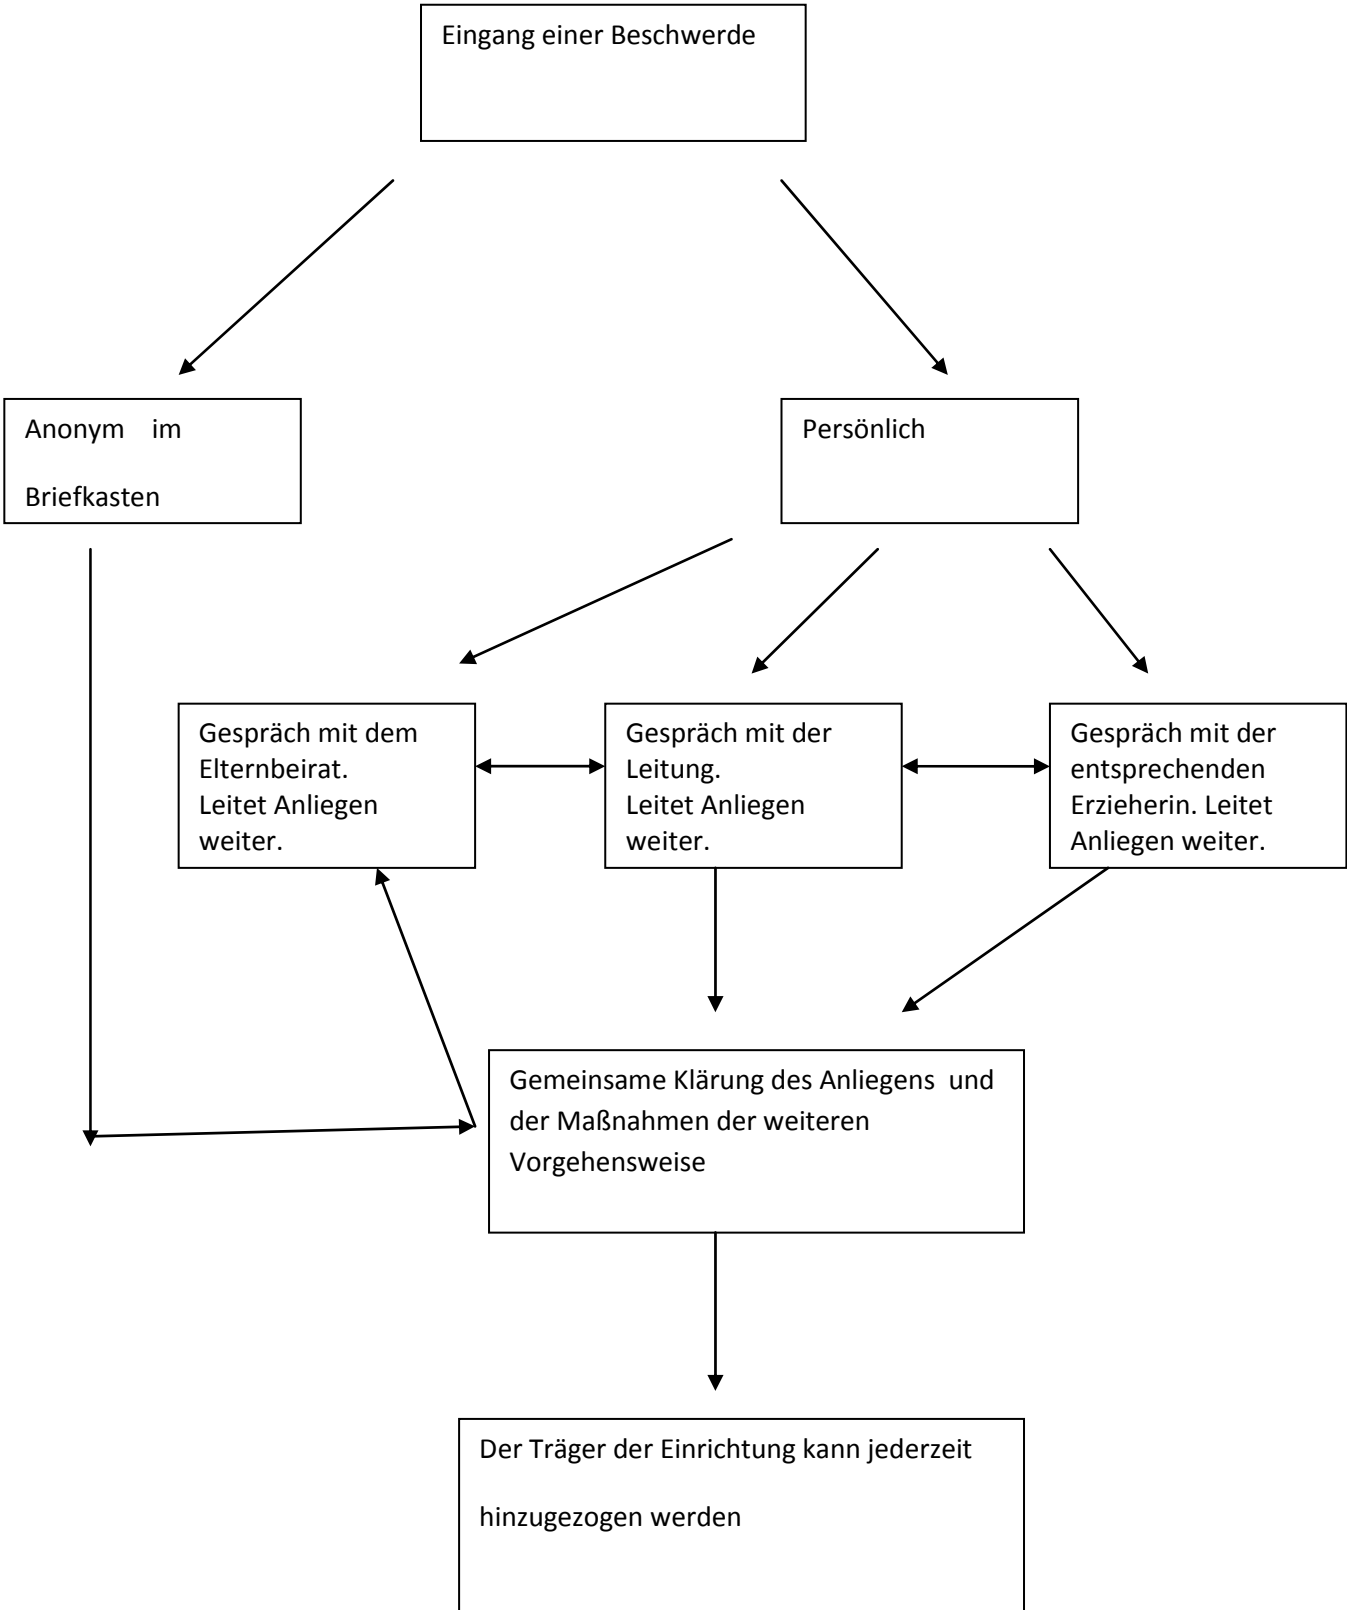 Eingang einer Beschwerde
Anonym im
Briefkasten
Persönlich
Gespräch mit dem
Elternbeirat.
Leitet Anliegen
weiter.
Gespräch mit der
Leitung.
Leitet Anliegen
weiter.
Gespräch mit der
entsprechenden
Erzieherin. Leitet
Anliegen weiter.
Gemeinsame Klärung des Anliegens und
der Maßnahmen der weiteren
Vorgehensweise
Der Träger der Einrichtung kann jederzeit
hinzugezogen werden